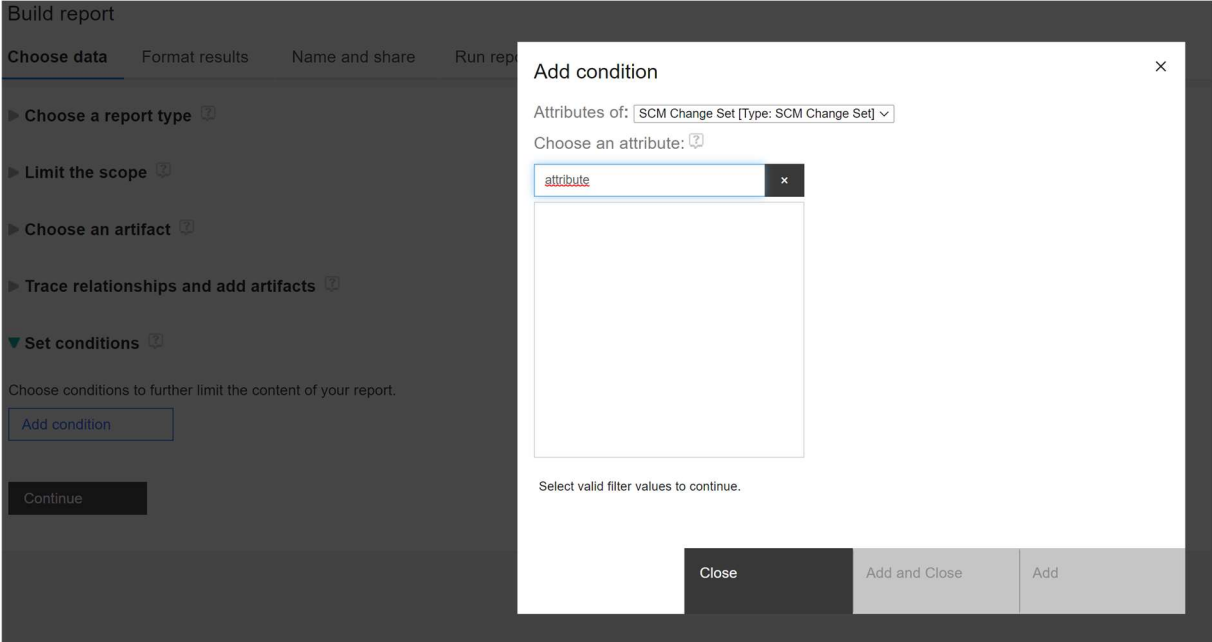 Build report
Choose data Format results Name and share Run repo
Choose a report type
Limit the scope
Choose an artifact
Trace relationships and add artifacts
Set conditions
Choose conditions to further limit the content of your report.
Add condition
Continue
Add condition
Attributes of: SCM Change Set [Type: SCM Change Set]
Choose an attribute:
attribute
Select valid filter values to continue.
Close Add and Close Add